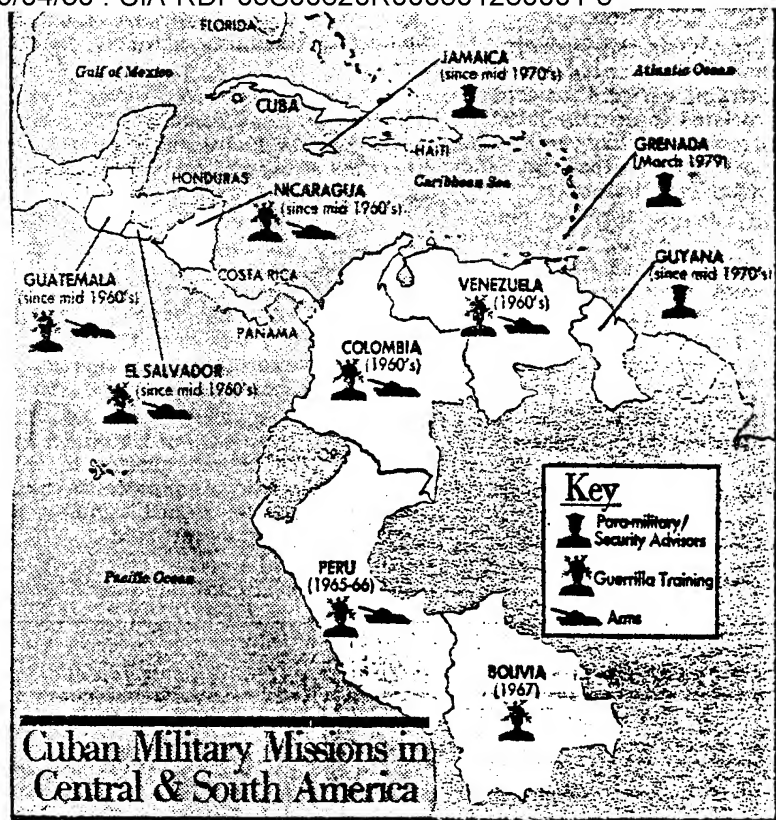 FLORIDA
Gulf of Mexico
JAMAICA
(since mid 1970's)
Atlantic Ocean
CUBA
HAITI
GRENADA
(March 1979)
HONDURAS
NICARAGUA
(since mid 1960's)
Caribbean Sea
GUYANA
(since mid 1970's)
GUATEMALA
(since mid 1960's)
COSTA RICA
VENEZUELA
(1960's)
PANAMA
COLOMBIA
(1960's)
EL SALVADOR
(since mid 1960's)
Key
Para-military/
Security Advisors
Guerrilla Training
Arms
Pacific Ocean
PERU
(1965-66)
BOLIVIA
(1967)
Cuban Military Missions in
Central & South America